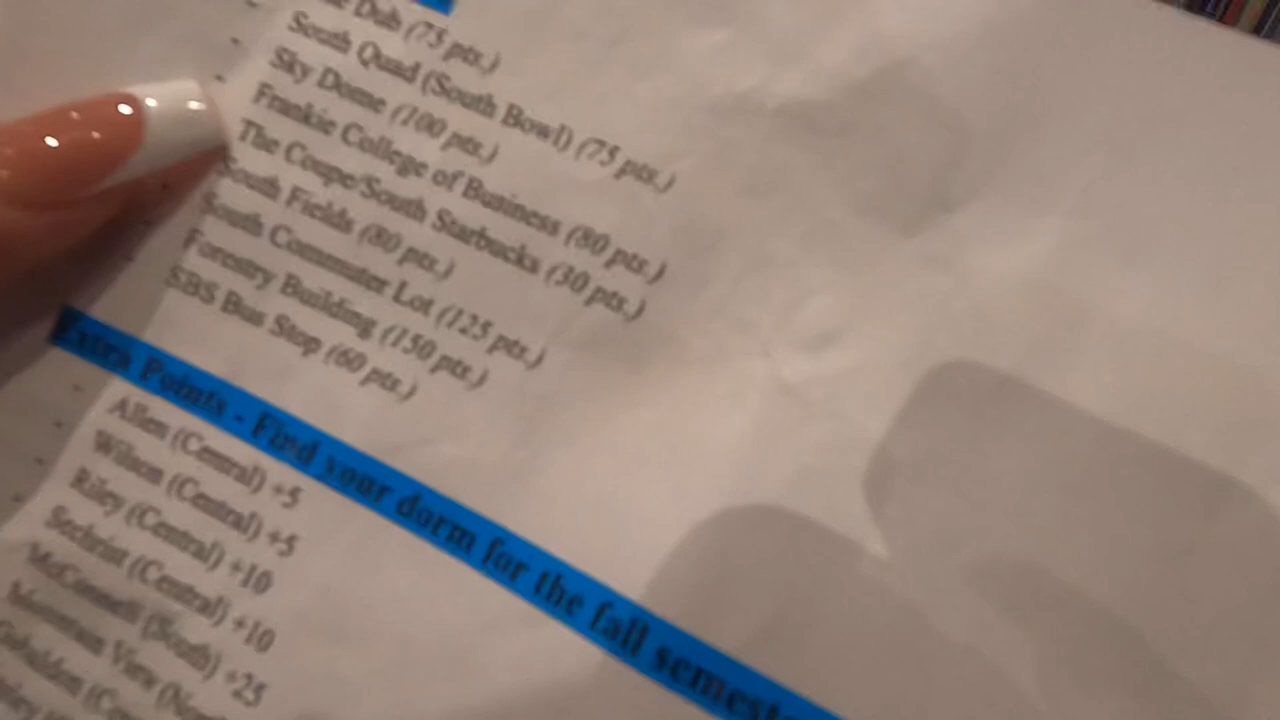 Dub (75 pts.)
South Quad (South Bowl) (75 pts.)
Sky Dome (100 pts.)
Frankie College of Business (80 pts.)
The Coupe/South Starbucks (30 pts.)
South Fields (80 pts.)
South Commuter Lot (125 pts.)
Forestry Building (150 pts.)
SBS Bus Stop (60 pts.)
Extra Points - Find your dorm for the fall
Allen (Central) +5
Wilson (Central) +5
Riley (Central) +10
Sechrist (Central) +10
McConnell (South) +25
Mountain View
Gabaldon